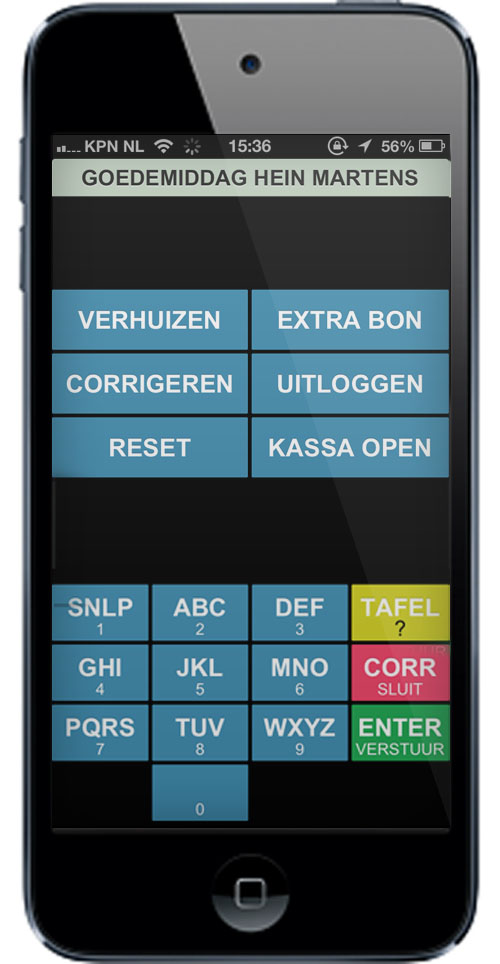 KPN NL 15:36 56%
GOEDEMIDDAG HEIN MARTENS
VERHUIZEN EXTRA BON
CORRIGEREN UITLOGGEN
RESET KASSA OPEN
SNLP ABC DEF TAFEL
1 2 3 ?
GHI JKL MNO CORR
4 5 6 SLUIT
PQRS TUV WXYZ ENTER
7 8 9 VERSTUUR
0